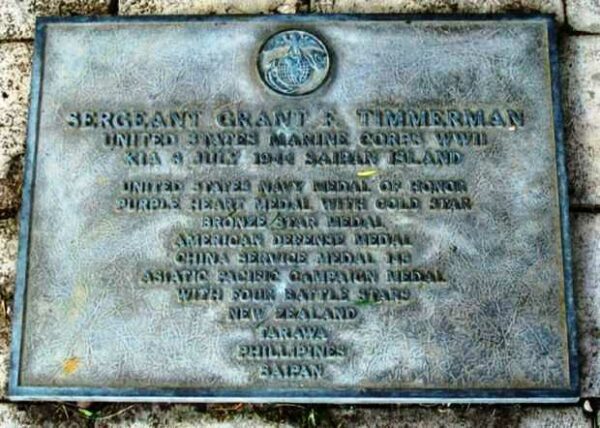 SERGEANT GRANT F. TIMMERMAN
UNITED STATES MARINE CORPS WWII
KIA 8 JULY 1944 SAIPAN ISLAND
UNITED STATES NAVY MEDAL OF HONOR
PURPLE HEART MEDAL WITH GOLD STAR
BRONZE STAR MEDAL
AMERICAN DEFENSE MEDAL
CHINA SERVICE MEDAL
ASIATIC PACIFIC CAMPAIGN MEDAL
WITH FOUR BATTLE STARS
NEW ZEALAND
TARAWA
PHILLIPINES
SAIPAN